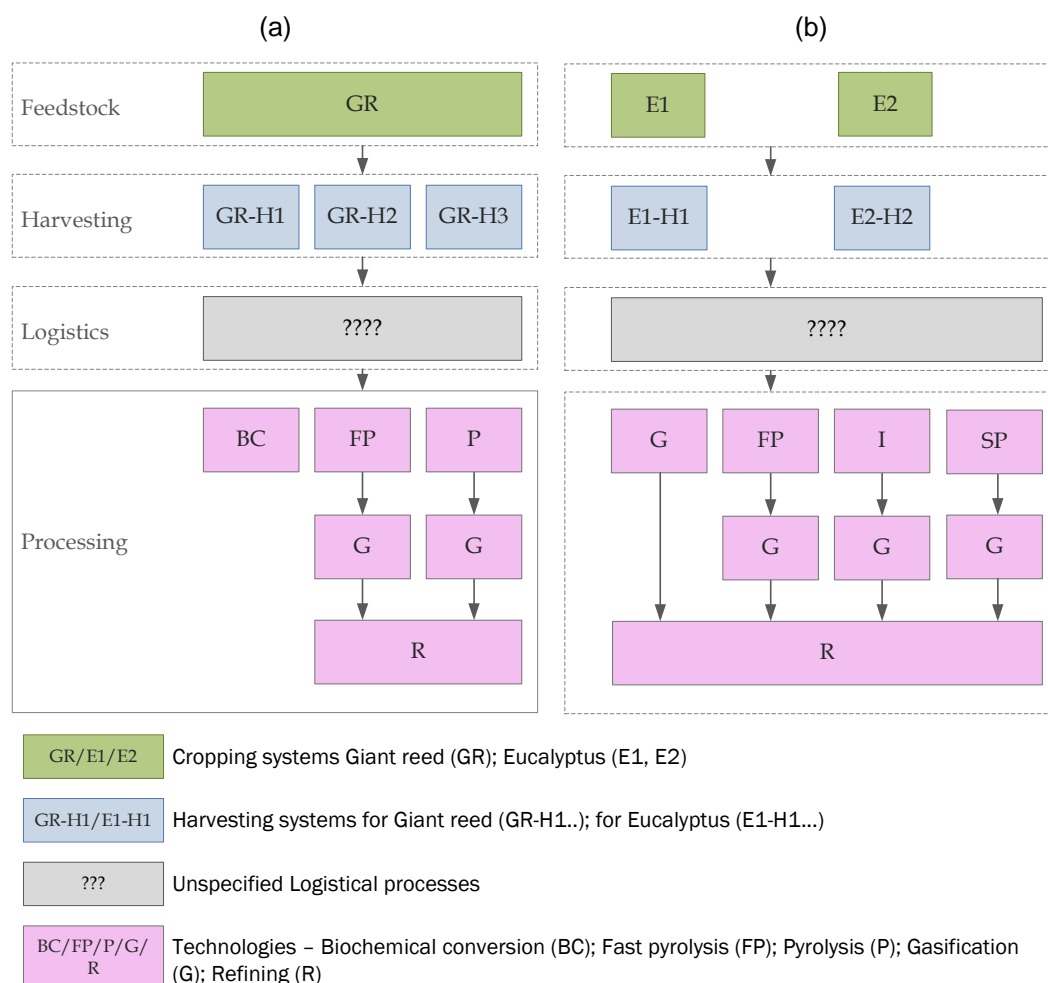 (a) (b)
Feedstock GR E1 E2
Harvesting GR-H1 GR-H2 GR-H3 E1-H1 E2-H2
Logistics ???? ????
BC FP P G FP I SP
Processing G G G G G
R R
GR/E1/E2 Cropping systems Giant reed (GR); Eucalyptus (E1, E2)
GR-H1/E1-H1 Harvesting systems for Giant reed (GR-H1..); for Eucalyptus (E1-H1...)
??? Unspecified Logistical processes
BC/FP/P/G/ Technologies – Biochemical conversion (BC); Fast pyrolysis (FP); Pyrolysis (P); Gasification
R (G); Refining (R)